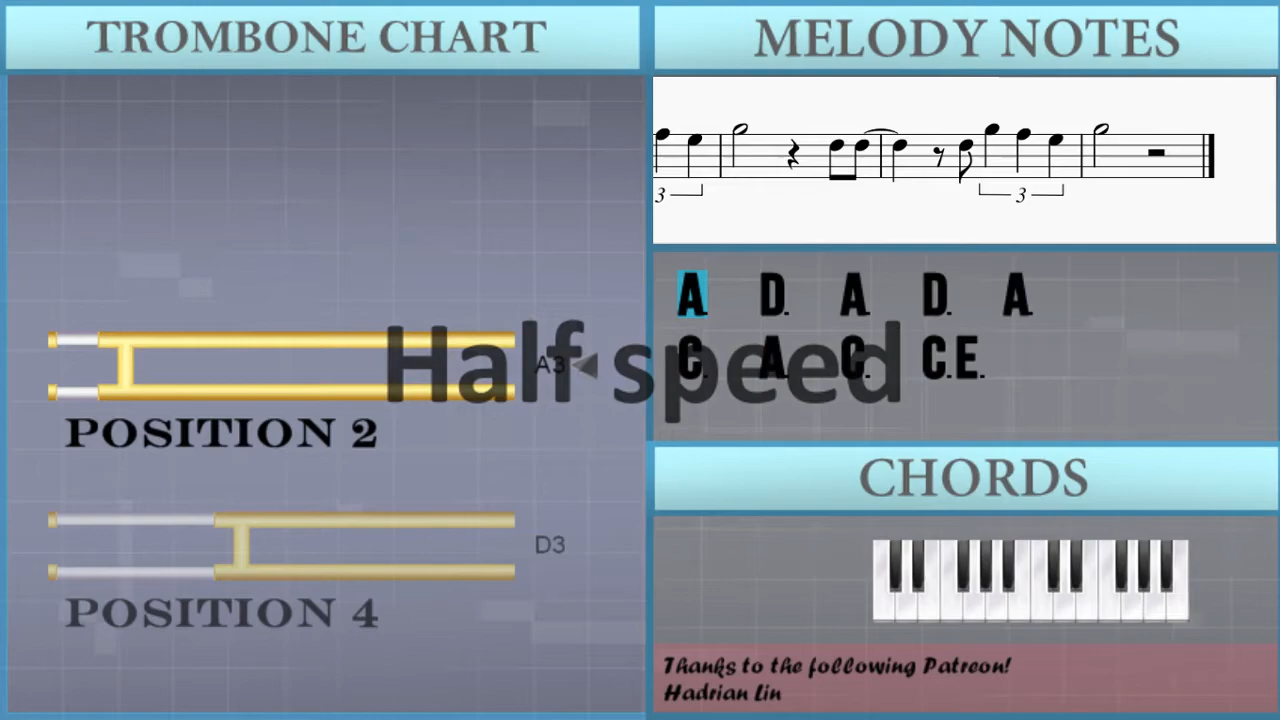 TROMBONE CHART
MELODY NOTES
3
3
A. D. A. D. A.
Half speed
A3
C. A. C. C.E.
POSITION 2
CHORDS
D3
POSITION 4
Thanks to the following Patreon!
Hadrian Lin